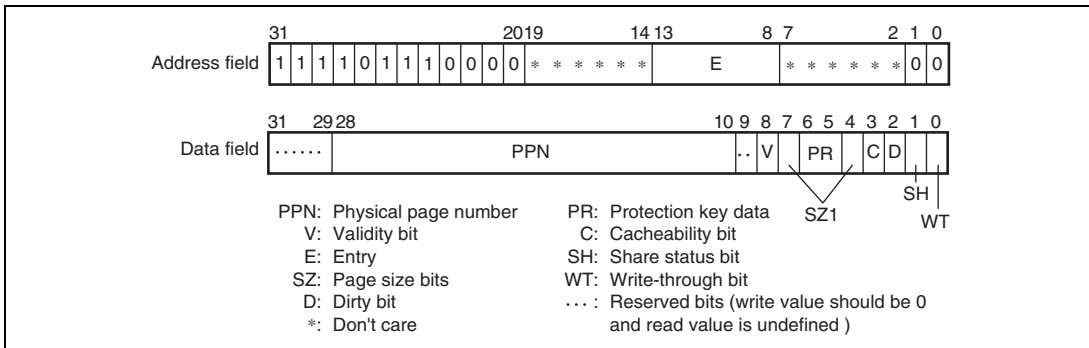 31 20 19 14 13 8 7 2 1 0
Address field 1 1 1 1 0 1 1 1 0 0 0 0 * * * * * * E * * * * * * 0 0
31 29 28 10 9 8 7 6 5 4 3 2 1 0
Data field ······ PPN ·· V PR C D
SH
SZ1
WT
PPN: Physical page number
V: Validity bit
E: Entry
SZ: Page size bits
D: Dirty bit
*: Don't care
PR: Protection key data
C: Cacheability bit
SH: Share status bit
WT: Write-through bit
··· : Reserved bits (write value should be 0
and read value is undefined )